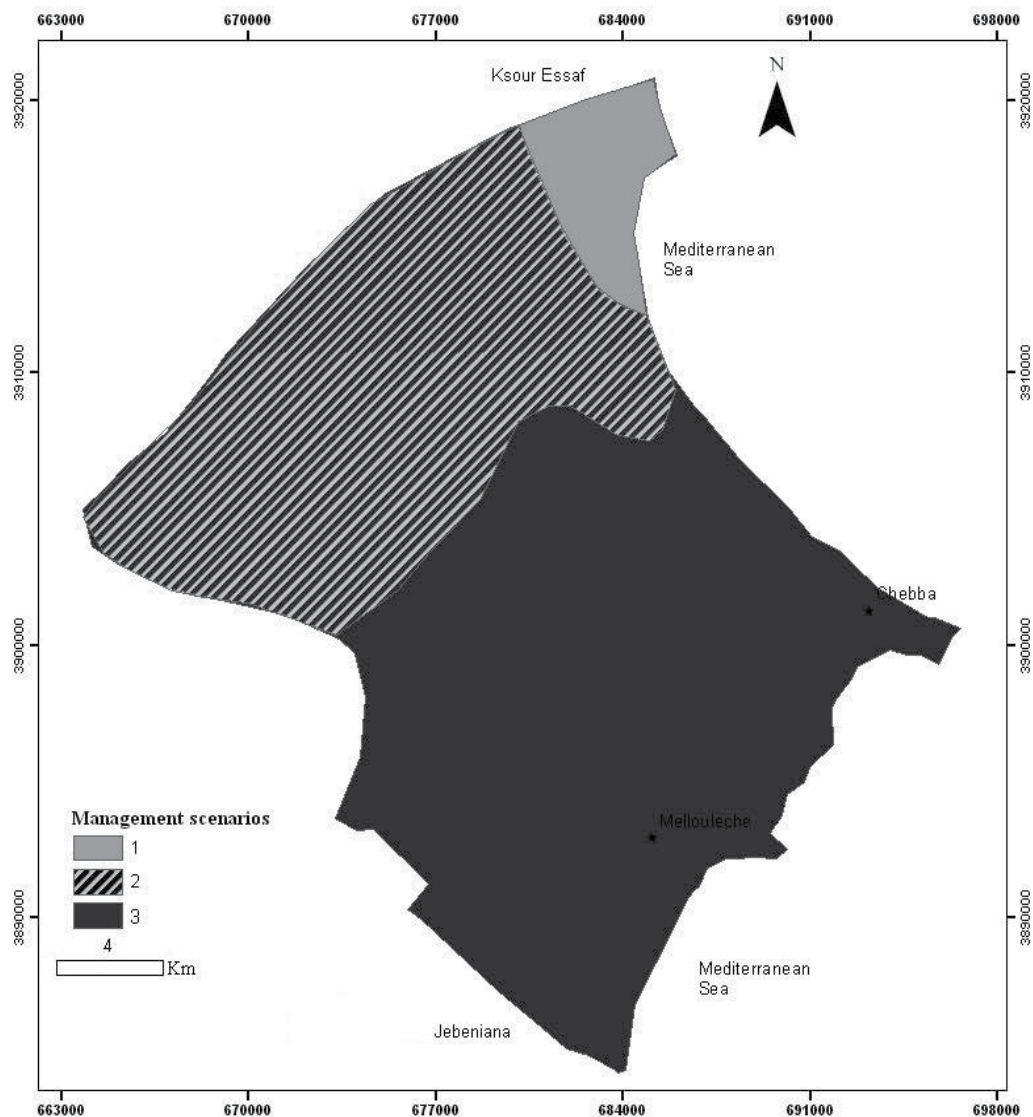 663000 670000 677000 684000 691000 698000
Ksour Essaf
N
3920000 3920000
Mediterranean
Sea
3910000 3910000
Chebba
3900000 3900000
Management scenarios
1
Mellouleche
2
3
3890000 3890000
4
Km
Mediterranean
Sea
Jebeniana
663000 670000 677000 684000 691000 698000